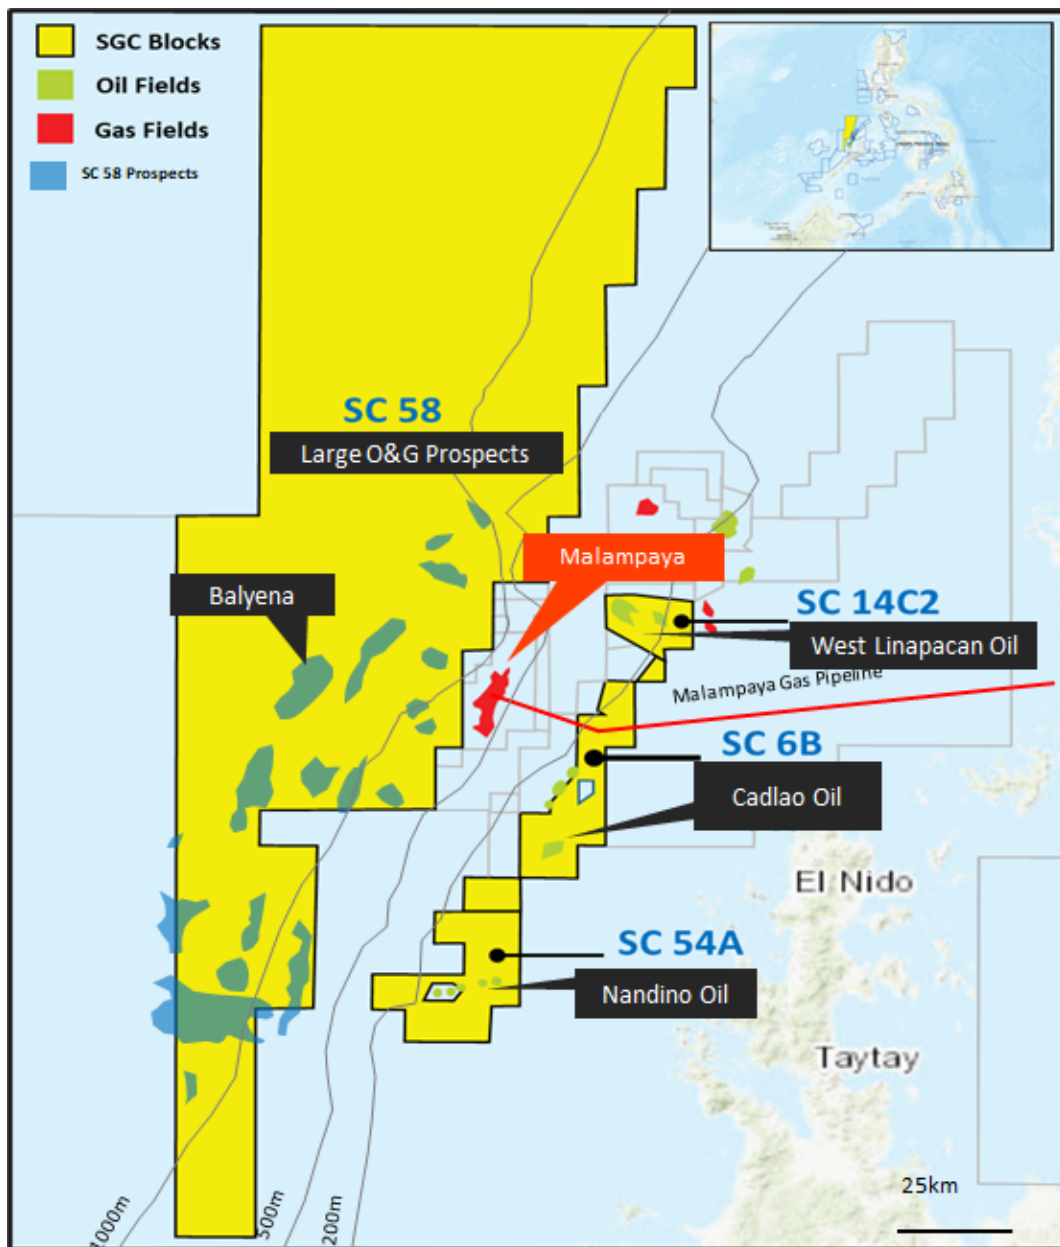 SGC Blocks
Oil Fields
Gas Fields
SC 58 Prospects
SC 58
Large O&G Prospects
Malampaya
Balyena
SC 14C2
West Linapacan Oil
Malampaya Gas Pipeline
SC 6B
Cadlao Oil
El Nido
SC 54A
Nandino Oil
Taytay
25km
1000m
500m
200m